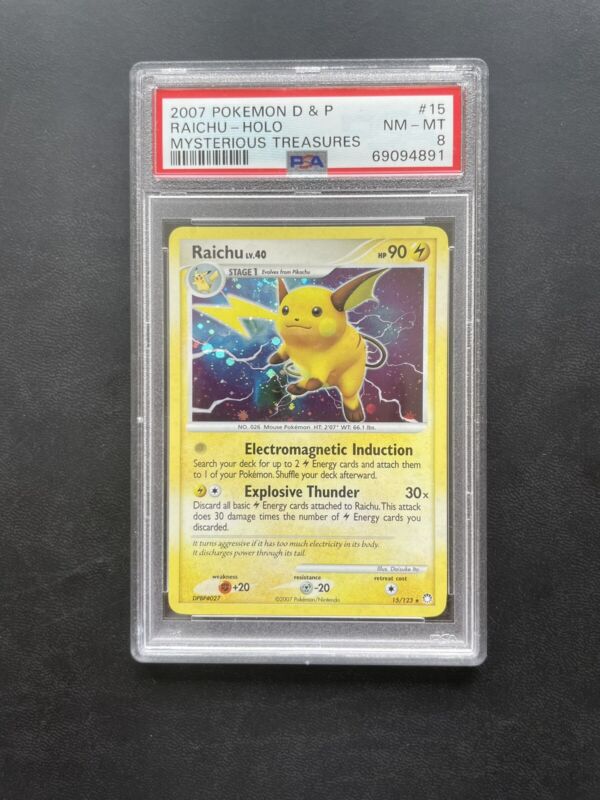 2007 POKEMON D & P #15
RAICHU - HOLO NM - MT
MYSTERIOUS TREASURES 8
PSA 69094891
Raichu LV.40 HP 90
STAGE 1 Evolves from Pikachu
NO. 026 Mouse Pokémon HT: 2'07" WT: 66.1 lbs.
Electromagnetic Induction
Search your deck for up to 2 Energy cards and attach them
to 1 of your Pokémon. Shuffle your deck afterward.
Explosive Thunder 30x
Discard all basic Energy cards attached to Raichu. This attack
does 30 damage times the number of Energy cards you
discarded.
It turns aggressive if it has too much electricity in its body.
It discharges power through its tail.
Illus. Daisuke Ito
weakness resistance retreat cost
+20 -20
DPBP#027 ©2007 Pokémon/Nintendo 15/123 ★